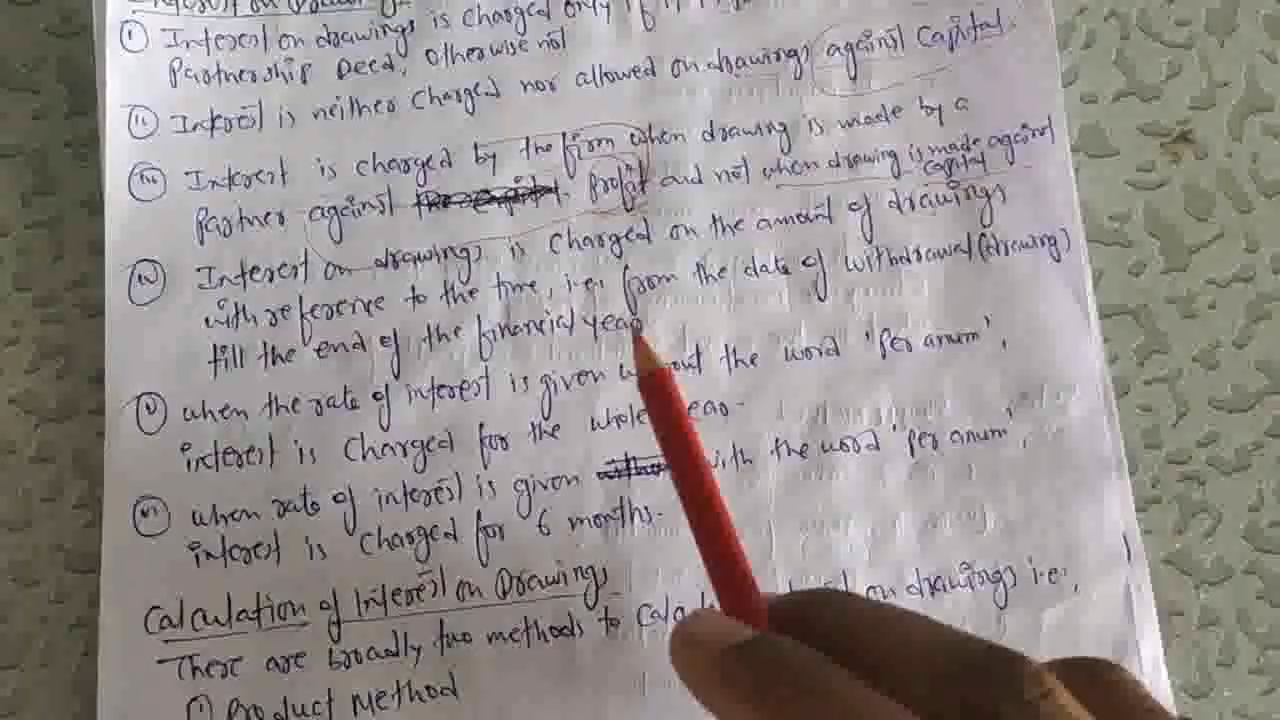 Interest on Drawings
(i) Interest on drawings is charged only if it is
Partnership Deed, otherwise not
(ii) Interest is neither charged nor allowed on drawings against Capital.
(iii) Interest is charged by the firm when drawing is made by a
Partner against profit and not when drawing is made against
capital
(iv) Interest on drawings is charged on the amount of drawings
with reference to the time, i.e. from the date of withdrawal (drawing)
till the end of the financial year
(v) when the rate of interest is given without the word 'per anum',
interest is charged for the whole year.
(vi) when rate of interest is given with the word 'per anum',
interest is charged for 6 months.
Calculation of Interest on Drawings
There are broadly two methods to on drawings i.e.,
(i) Product Method